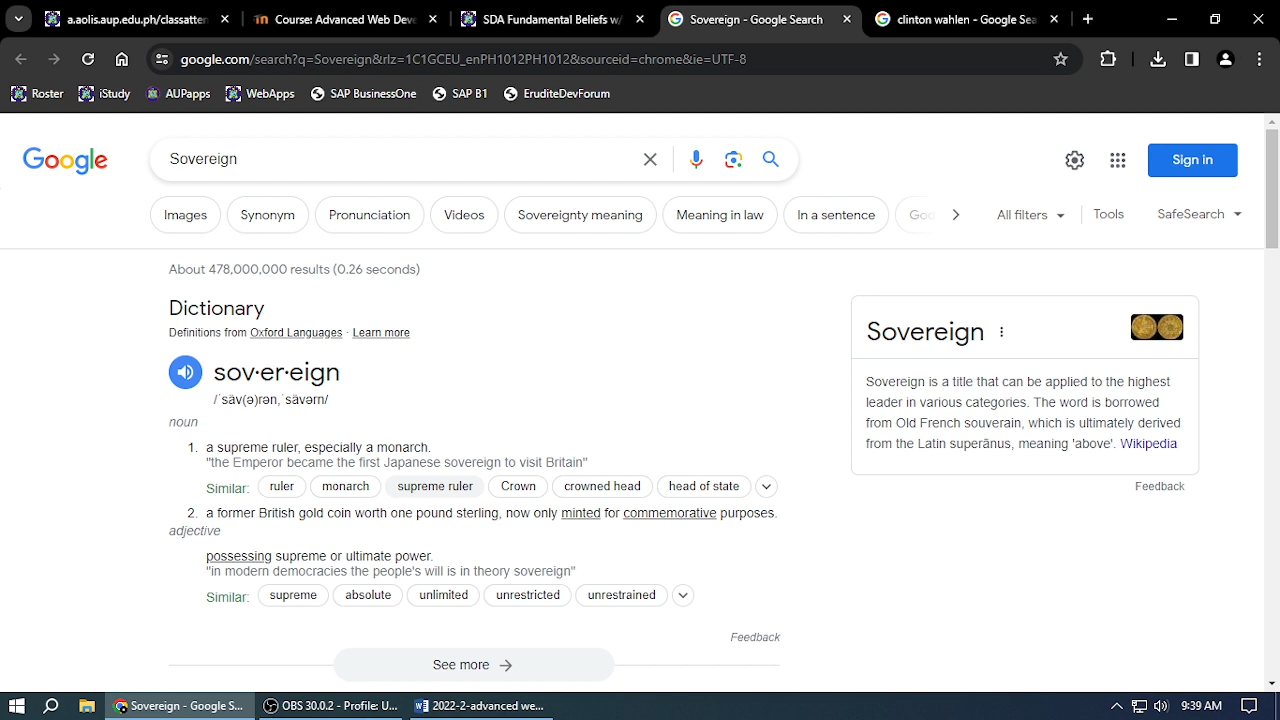 a.aolis.aup.edu.ph/classatten
Course: Advanced Web Deve
SDA Fundamental Beliefs w/
Sovereign - Google Search
clinton wahlen - Google Sea
google.com/search?q=Sovereign&rlz=1C1GCEU_enPH1012PH1012&sourceid=chrome&ie=UTF-8
Roster iStudy AUPapps WebApps SAP BusinessOne SAP B1 EruditeDevForum
Google
Sovereign
Sign in
Images Synonym Pronunciation Videos Sovereignty meaning Meaning in law In a sentence God All filters Tools SafeSearch
About 478,000,000 results (0.26 seconds)
Dictionary
Definitions from Oxford Languages · Learn more
sov·er·eign
/ˈsäv(ə)rən,ˈsävərn/
noun
1. a supreme ruler, especially a monarch.
"the Emperor became the first Japanese sovereign to visit Britain"
Similar: ruler monarch supreme ruler Crown crowned head head of state
2. a former British gold coin worth one pound sterling, now only minted for commemorative purposes.
adjective
possessing supreme or ultimate power.
"in modern democracies the people's will is in theory sovereign"
Similar: supreme absolute unlimited unrestricted unrestrained
Feedback
See more
Sovereign
Sovereign is a title that can be applied to the highest
leader in various categories. The word is borrowed
from Old French souverain, which is ultimately derived
from the Latin superānus, meaning 'above'. Wikipedia
Feedback
Sovereign - Google S...
OBS 30.0.2 - Profile: U...
2022-2-advanced we...
9:39 AM